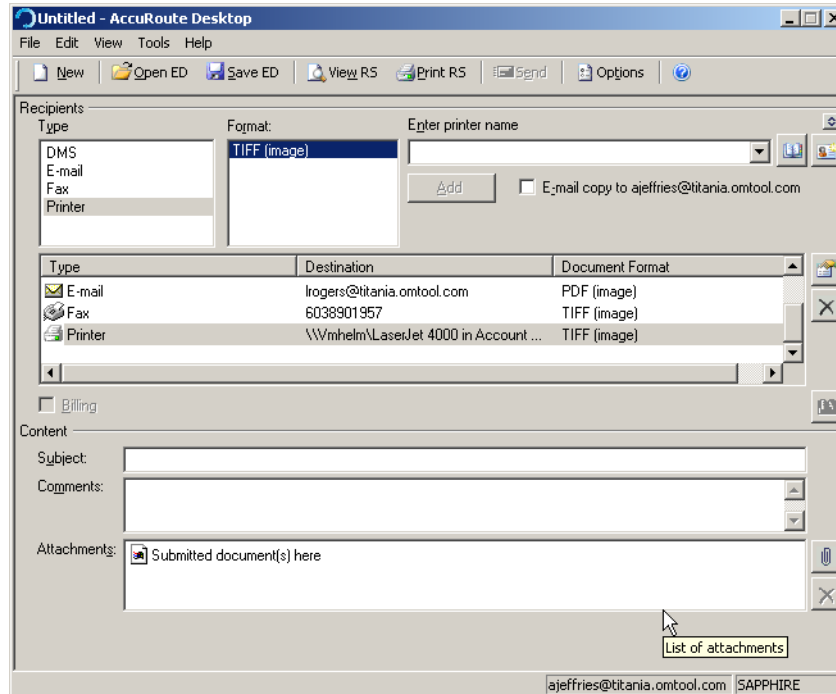 Untitled - AccuRoute Desktop
File Edit View Tools Help
New Open ED Save ED View RS Print RS Send Options
Recipients
Type Format: Enter printer name
DMS
E-mail
Fax
Printer
TIFF (image)
Add E-mail copy to ajeffries@titania.omtool.com
Type Destination Document Format
E-mail lrogers@titania.omtool.com PDF (image)
Fax 6038901957 TIFF (image)
Printer \\Vmhelm\LaserJet 4000 in Account ... TIFF (image)
Billing
Content
Subject:
Comments:
Attachments: Submitted document(s) here
List of attachments
ajeffries@titania.omtool.com SAPPHIRE